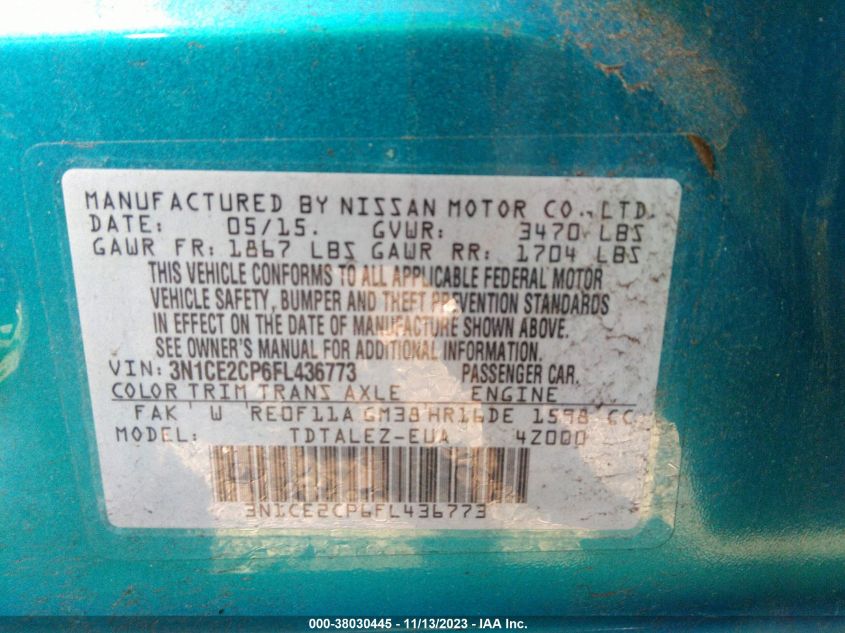 MANUFACTURED BY NISSAN MOTOR CO., LTD.
DATE: 05/15. GVWR: 3470 LBS
GAWR FR: 1867 LBS GAWR RR: 1704 LBS
THIS VEHICLE CONFORMS TO ALL APPLICABLE FEDERAL MOTOR
VEHICLE SAFETY, BUMPER AND THEFT PREVENTION STANDARDS
IN EFFECT ON THE DATE OF MANUFACTURE SHOWN ABOVE.
SEE OWNER'S MANUAL FOR ADDITIONAL INFORMATION.
VIN: 3N1CE2CP6FL436773 PASSENGER CAR.
COLOR TRIM TRANS AXLE ENGINE
FAK W RE0F11A GM38 HR16DE 1598 CC
MODEL: TDTALEZ-EUA 4Z000
3N1CE2CP6FL436773
000-38030445 - 11/13/2023 - IAA Inc.